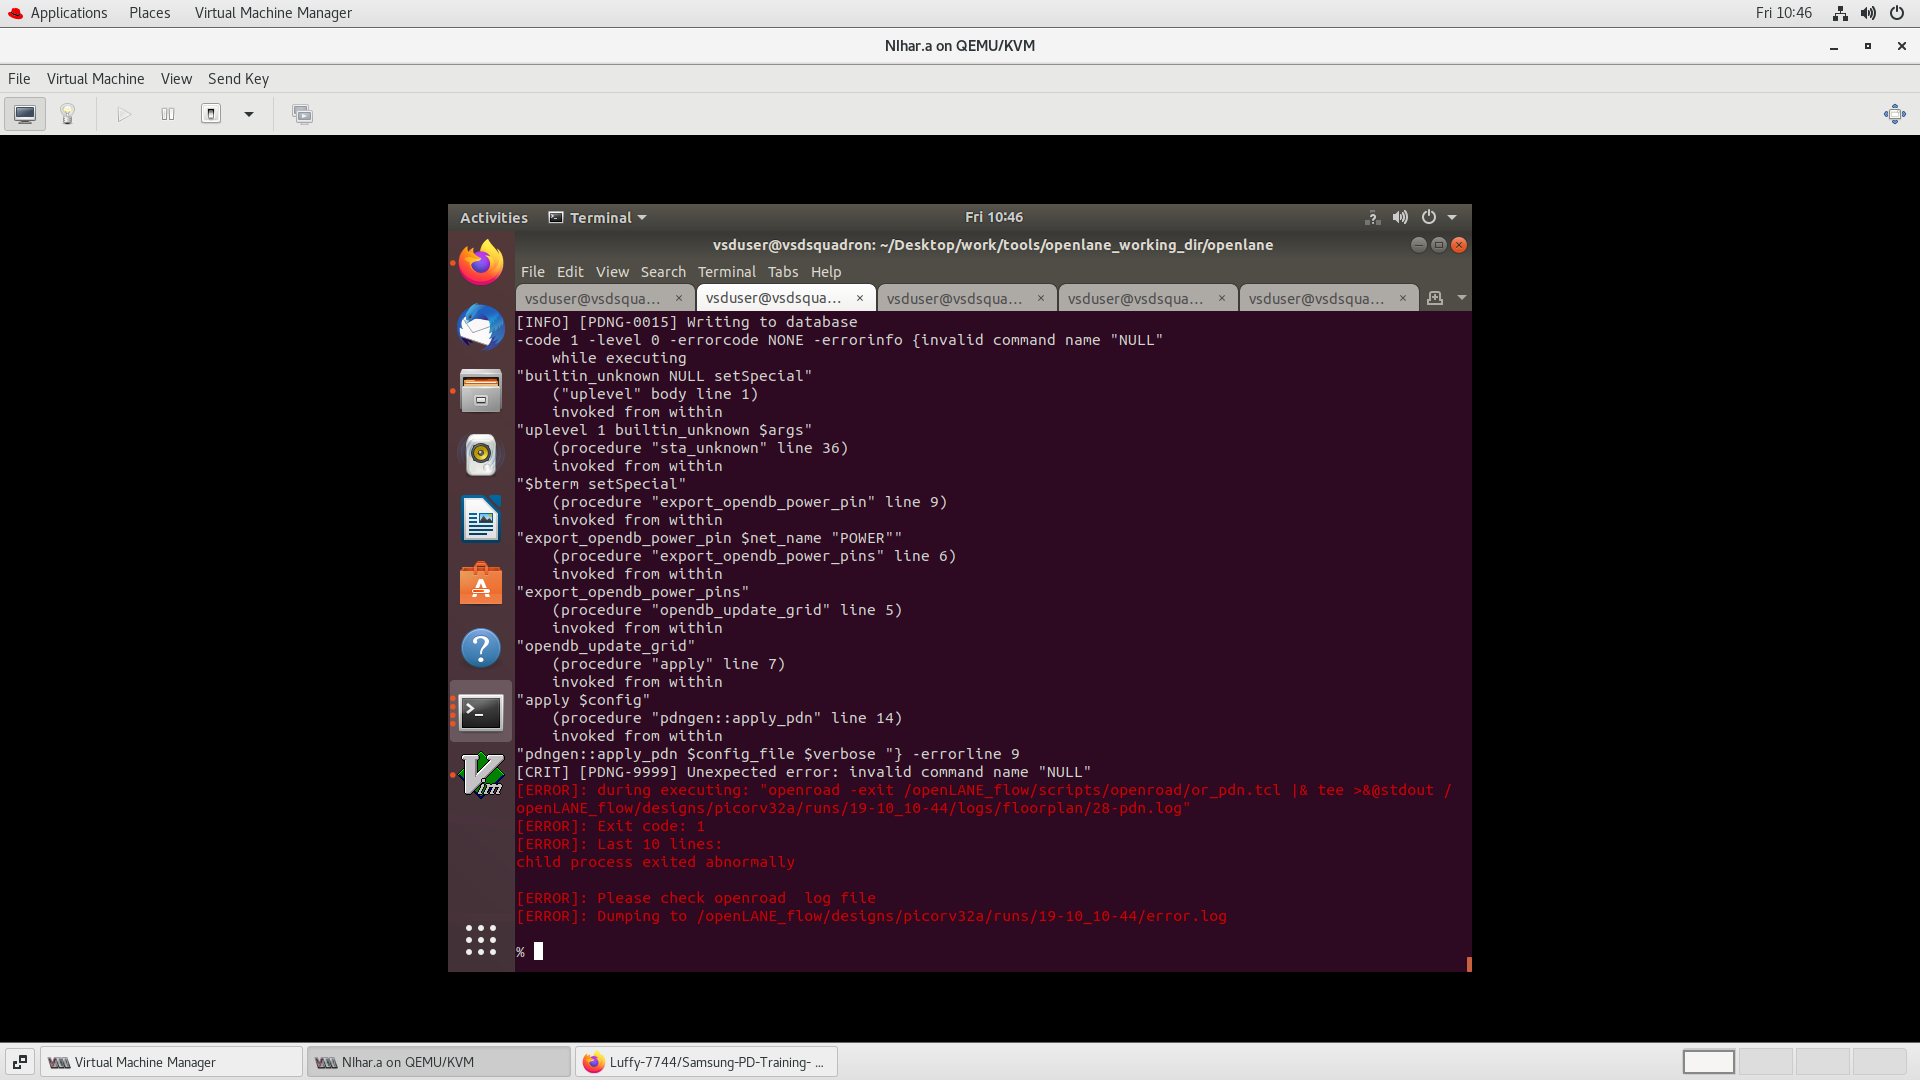 Applications Places Virtual Machine Manager Fri 10:46
NIhar.a on QEMU/KVM
File Virtual Machine View Send Key
Activities Terminal Fri 10:46
vsduser@vsdsquadron: ~/Desktop/work/tools/openlane_working_dir/openlane
File Edit View Search Terminal Tabs Help
vsduser@vsdsqua... × vsduser@vsdsqua... × vsduser@vsdsqua... × vsduser@vsdsqua... × vsduser@vsdsqua... ×
[INFO] [PDNG-0015] Writing to database
-code 1 -level 0 -errorcode NONE -errorinfo {invalid command name "NULL"
    while executing
"builtin_unknown NULL setSpecial"
    ("uplevel" body line 1)
    invoked from within
"uplevel 1 builtin_unknown $args"
    (procedure "sta_unknown" line 36)
    invoked from within
"$bterm setSpecial"
    (procedure "export_opendb_power_pin" line 9)
    invoked from within
"export_opendb_power_pin $net_name "POWER""
    (procedure "export_opendb_power_pins" line 6)
    invoked from within
"export_opendb_power_pins"
    (procedure "opendb_update_grid" line 5)
    invoked from within
"opendb_update_grid"
    (procedure "apply" line 7)
    invoked from within
"apply $config"
    (procedure "pdngen::apply_pdn" line 14)
    invoked from within
"pdngen::apply_pdn $config_file $verbose "} -errorline 9
[CRIT] [PDNG-9999] Unexpected error: invalid command name "NULL"
[ERROR]: during executing: "openroad -exit /openLANE_flow/scripts/openroad/or_pdn.tcl |& tee >&@stdout /
openLANE_flow/designs/picorv32a/runs/19-10_10-44/logs/floorplan/28-pdn.log"
[ERROR]: Exit code: 1
[ERROR]: Last 10 lines:
child process exited abnormally
[ERROR]: Please check openroad  log file
[ERROR]: Dumping to /openLANE_flow/designs/picorv32a/runs/19-10_10-44/error.log
%
Virtual Machine Manager NIhar.a on QEMU/KVM Luffy-7744/Samsung-PD-Training- ...